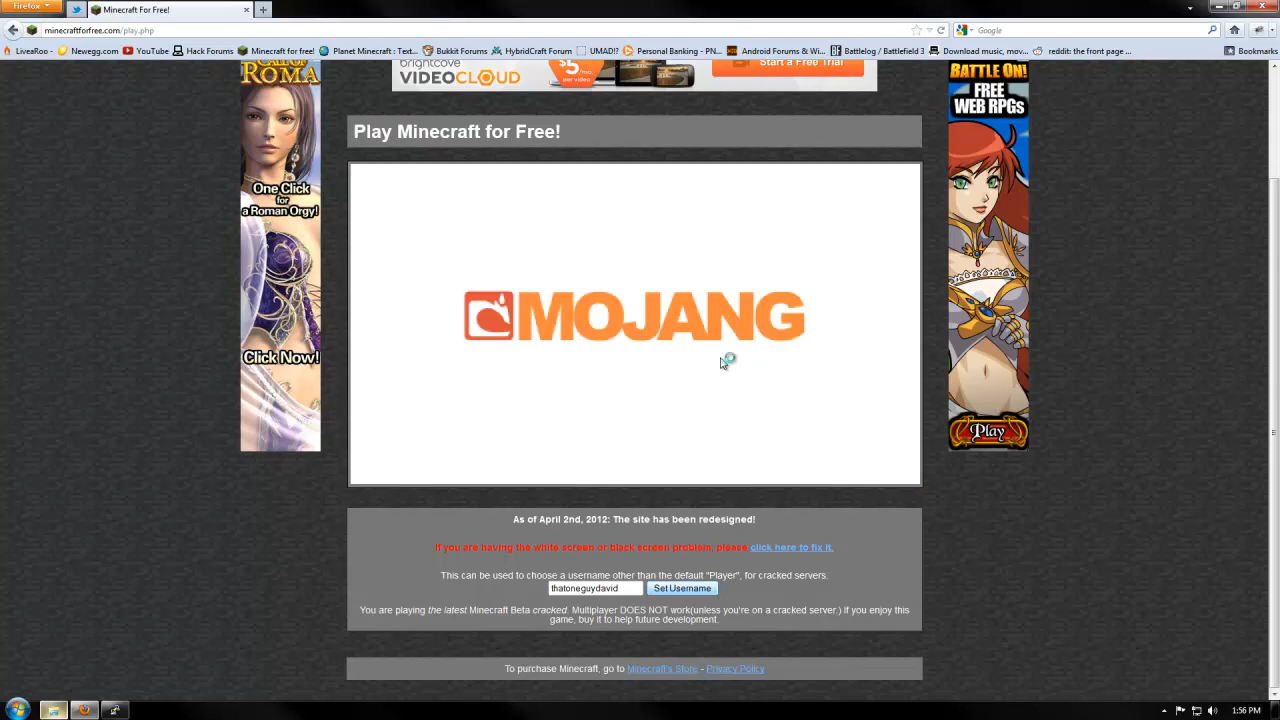 Firefox
Minecraft For Free!
minecraftforfree.com/play.php
Google
LiveaRoo
Newegg.com
YouTube
Hack Forums
Minecraft for free!
Planet Minecraft : Text...
Bukkit Forums
HybridCraft Forum
UMAD!?
Personal Banking - PN...
Android Forums & Wi...
Battlelog / Battlefield 3
Download music, mov...
reddit: the front page ...
Bookmarks
ROMA
One Click
for
a Roman Orgy!
Click Now!
brightcove
VIDEOCLOUD
$5/mo.
per video
Start a Free Trial
BATTLE ON!
FREE
WEB RPGs
Play
Play Minecraft for Free!
MOJANG
As of April 2nd, 2012: The site has been redesigned!
If you are having the white screen or black screen problem, please click here to fix it.
This can be used to choose a username other than the default "Player", for cracked servers.
thatoneguydavid
Set Username
You are playing the latest Minecraft Beta cracked. Multiplayer DOES NOT work(unless you're on a cracked server.) If you enjoy this
game, buy it to help future development.
To purchase Minecraft, go to Minecraft's Store - Privacy Policy
1:56 PM